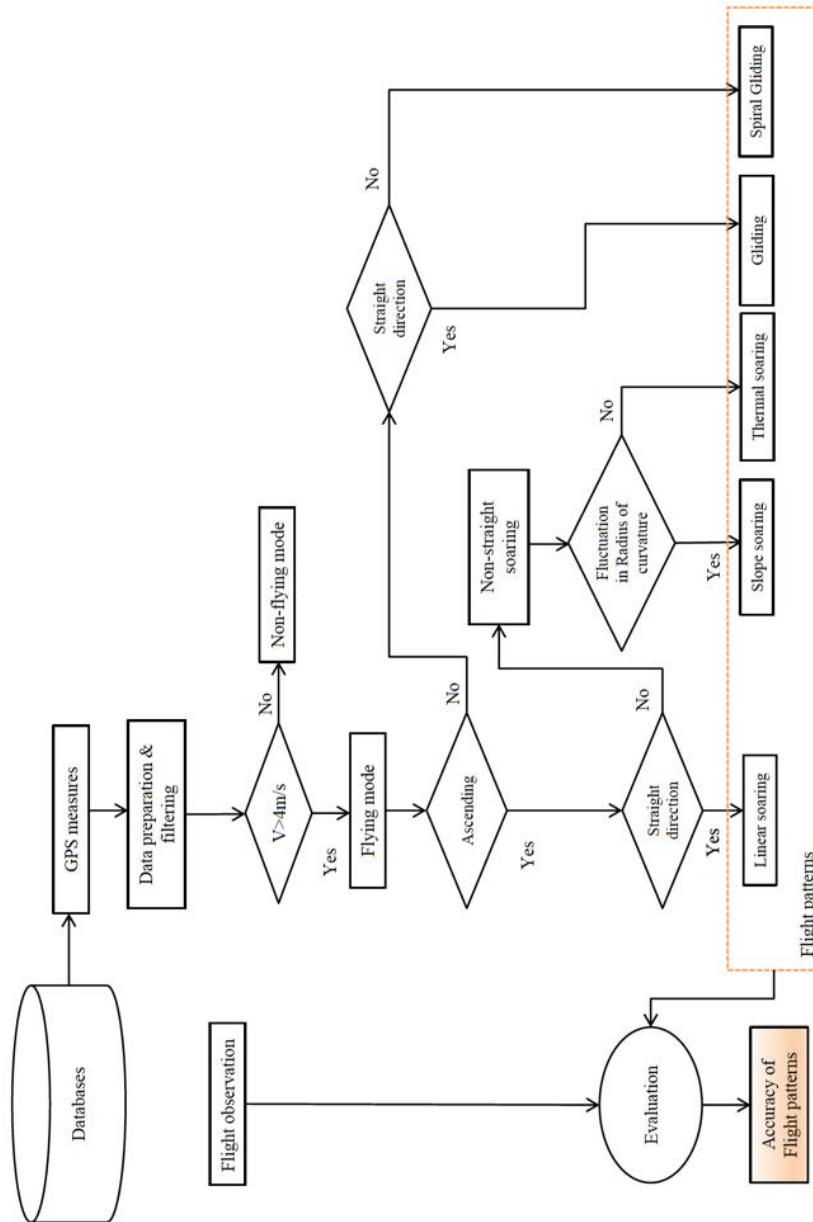 Databases
GPS measures
Data preparation &
filtering
V>4m/s
No
Non-flying mode
Yes
Flying mode
Ascending
No
Yes
Straight
direction
No
Yes
Straight
direction
No
Yes
Non-straight
soaring
Fluctuation
in Radius of
curvature
No
Yes
Linear soaring
Slope soaring
Thermal soaring
Gliding
Spiral Gliding
Flight patterns
Flight observation
Evaluation
Accuracy of
Flight patterns